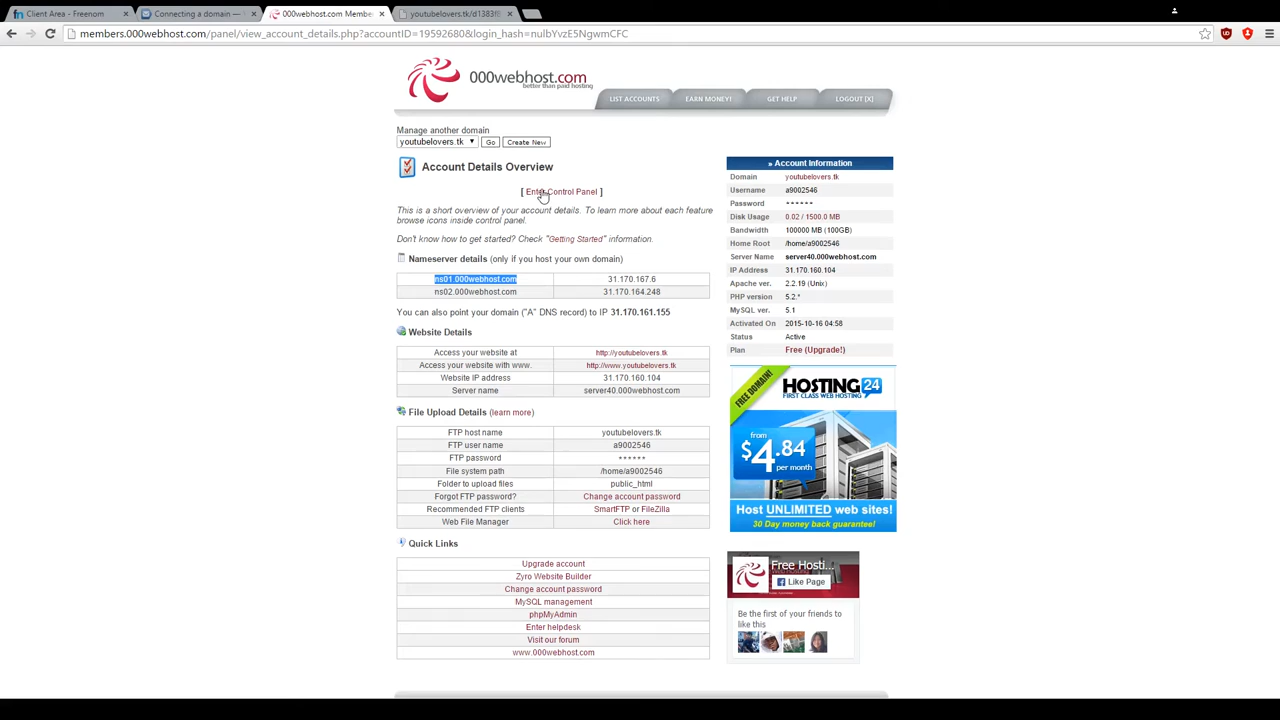 Client Area - Freenom
Connecting a domain —
000webhost.com Membe
youtubelovers.tk/d1383f
members.000webhost.com/panel/view_account_details.php?accountID=19592680&login_hash=nulbYvzE5NgwmCFC
000webhost.com
better than paid hosting
LIST ACCOUNTS
EARN MONEY!
GET HELP
LOGOUT [X]
Manage another domain
youtubelovers.tk
Go
Create New
Account Details Overview
[ Enter Control Panel ]
This is a short overview of your account details. To learn more about each feature
browse icons inside control panel.
Don't know how to get started? Check "Getting Started" information.
Nameserver details (only if you host your own domain)
ns01.000webhost.com 31.170.167.6
ns02.000webhost.com 31.170.164.248
You can also point your domain ("A" DNS record) to IP 31.170.161.155
Website Details
Access your website at http://youtubelovers.tk
Access your website with www. http://www.youtubelovers.tk
Website IP address 31.170.160.104
Server name server40.000webhost.com
File Upload Details (learn more)
FTP host name youtubelovers.tk
FTP user name a9002546
FTP password ******
File system path /home/a9002546
Folder to upload files public_html
Forgot FTP password? Change account password
Recommended FTP clients SmartFTP or FileZilla
Web File Manager Click here
Quick Links
Upgrade account
Zyro Website Builder
Change account password
MySQL management
phpMyAdmin
Enter helpdesk
Visit our forum
www.000webhost.com
» Account Information
Domain youtubelovers.tk
Username a9002546
Password ******
Disk Usage 0.02 / 1500.0 MB
Bandwidth 100000 MB (100GB)
Home Root /home/a9002546
Server Name server40.000webhost.com
IP Address 31.170.160.104
Apache ver. 2.2.19 (Unix)
PHP version 5.2.*
MySQL ver. 5.1
Activated On 2015-10-16 04:58
Status Active
Plan Free (Upgrade!)
FREE DOMAIN!
HOSTING 24
FIRST CLASS WEB HOSTING
from
$4.84
per month
Host UNLIMITED web sites!
30 Day money back guarantee!
Free Hosti...
Like Page
Be the first of your friends to
like this